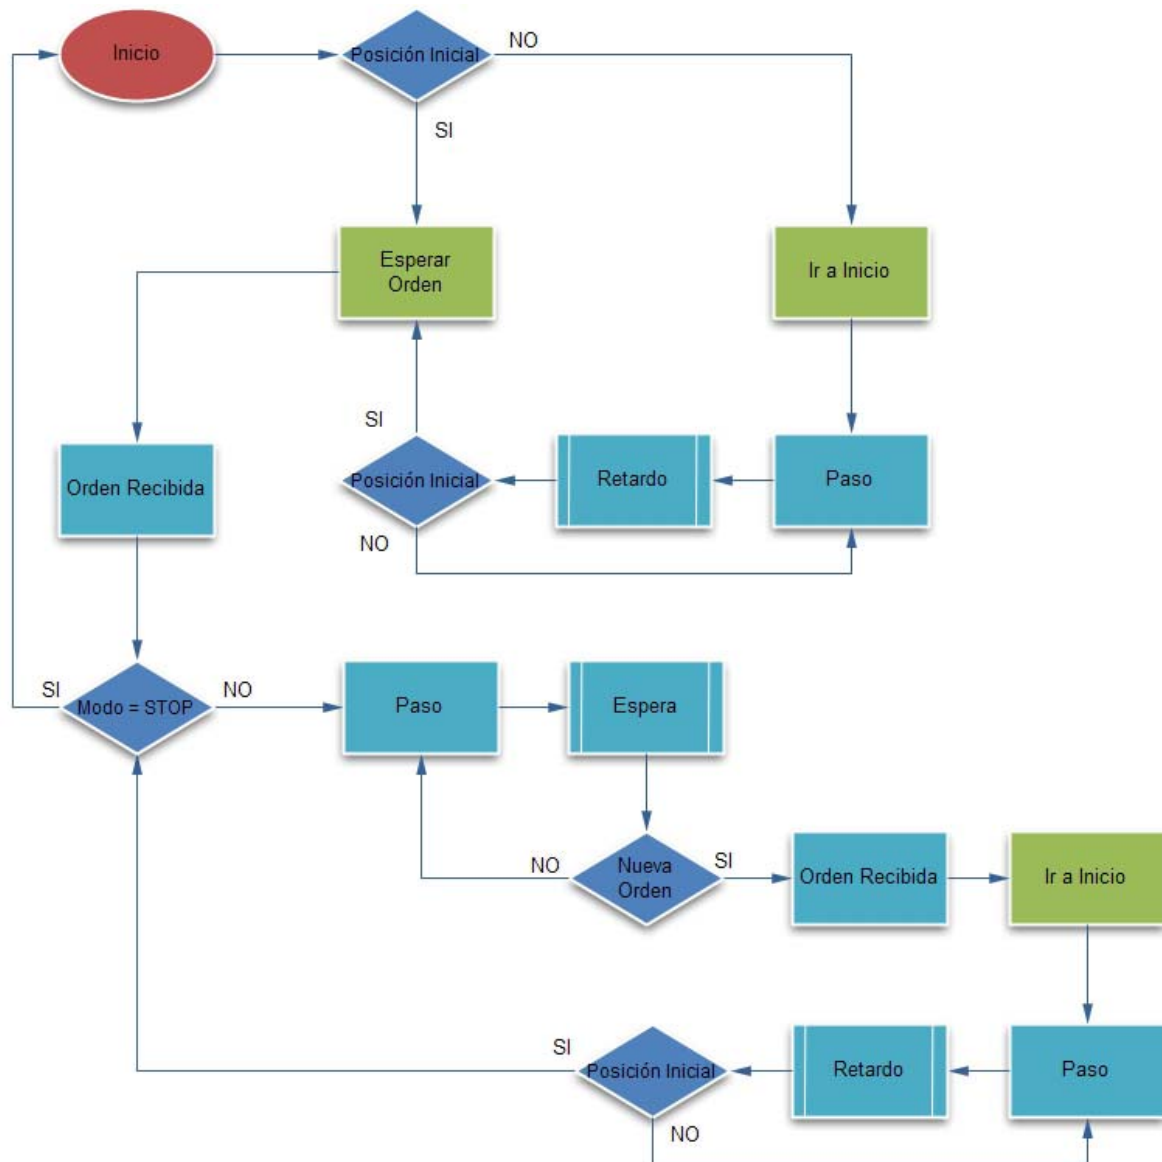 Inicio
Posición Inicial
NO
SI
Esperar
Orden
Ir a Inicio
SI
Orden Recibida
Posición Inicial
Retardo
Paso
NO
SI
Modo = STOP
NO
Paso
Espera
NO
Nueva
Orden
SI
Orden Recibida
Ir a Inicio
SI
Posición Inicial
Retardo
Paso
NO